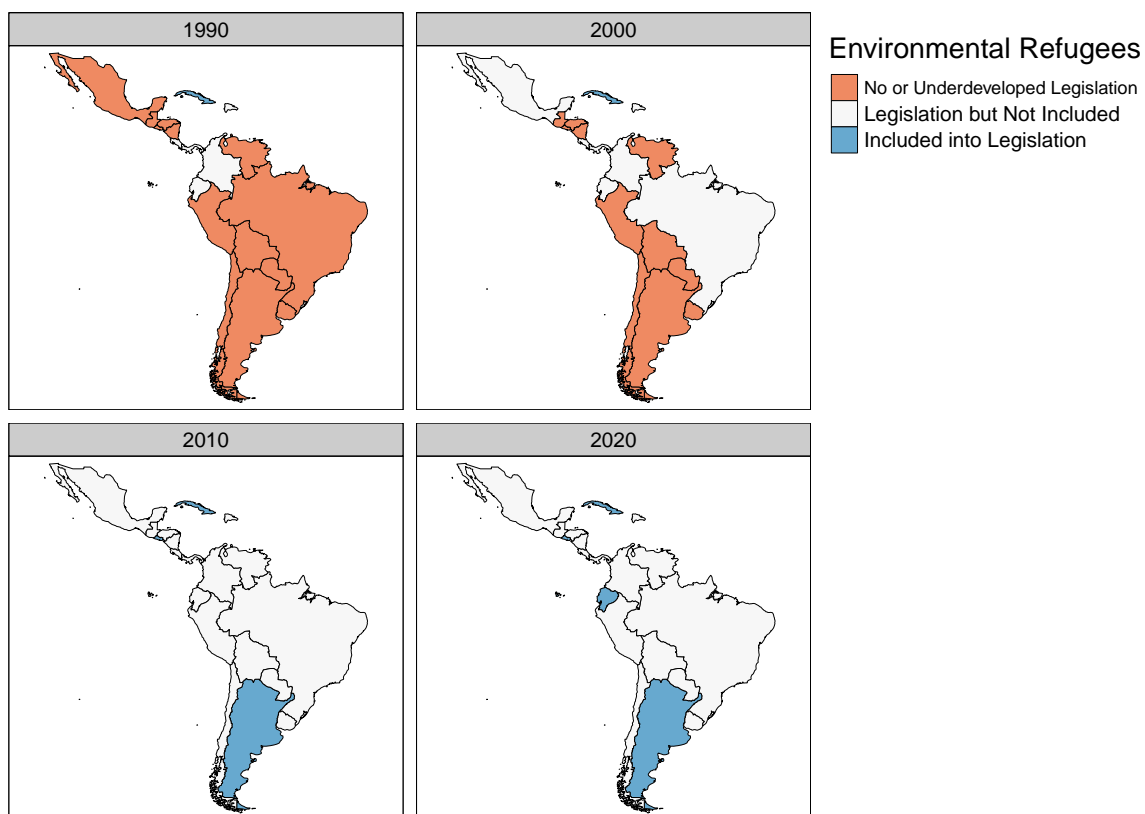 1990
2000
Environmental Refugees
No or Underdeveloped Legislation
Legislation but Not Included
Included into Legislation
2010
2020